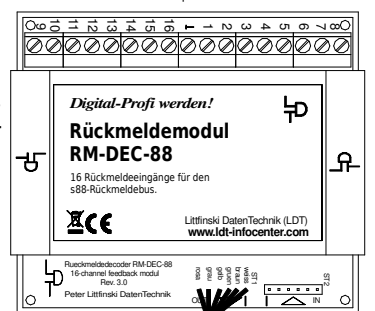 9 10 11 12 13 14 15 16 1 1 2 3 4 5 6 7 8
Digital-Profi werden!
Rückmeldemodul
RM-DEC-88
16 Rückmeldeeingänge für den
s88-Rückmeldebus.
CE
Littfinski DatenTechnik (LDT)
www.ldt-infocenter.com
Rueckmeldedecoder RM-DEC-88
16-channel feedback modul
Rev. 3.0
Peter Littfinski DatenTechnik
rosa
grau
gelb
gruen
braun
weiss
ST1
ST2
IN